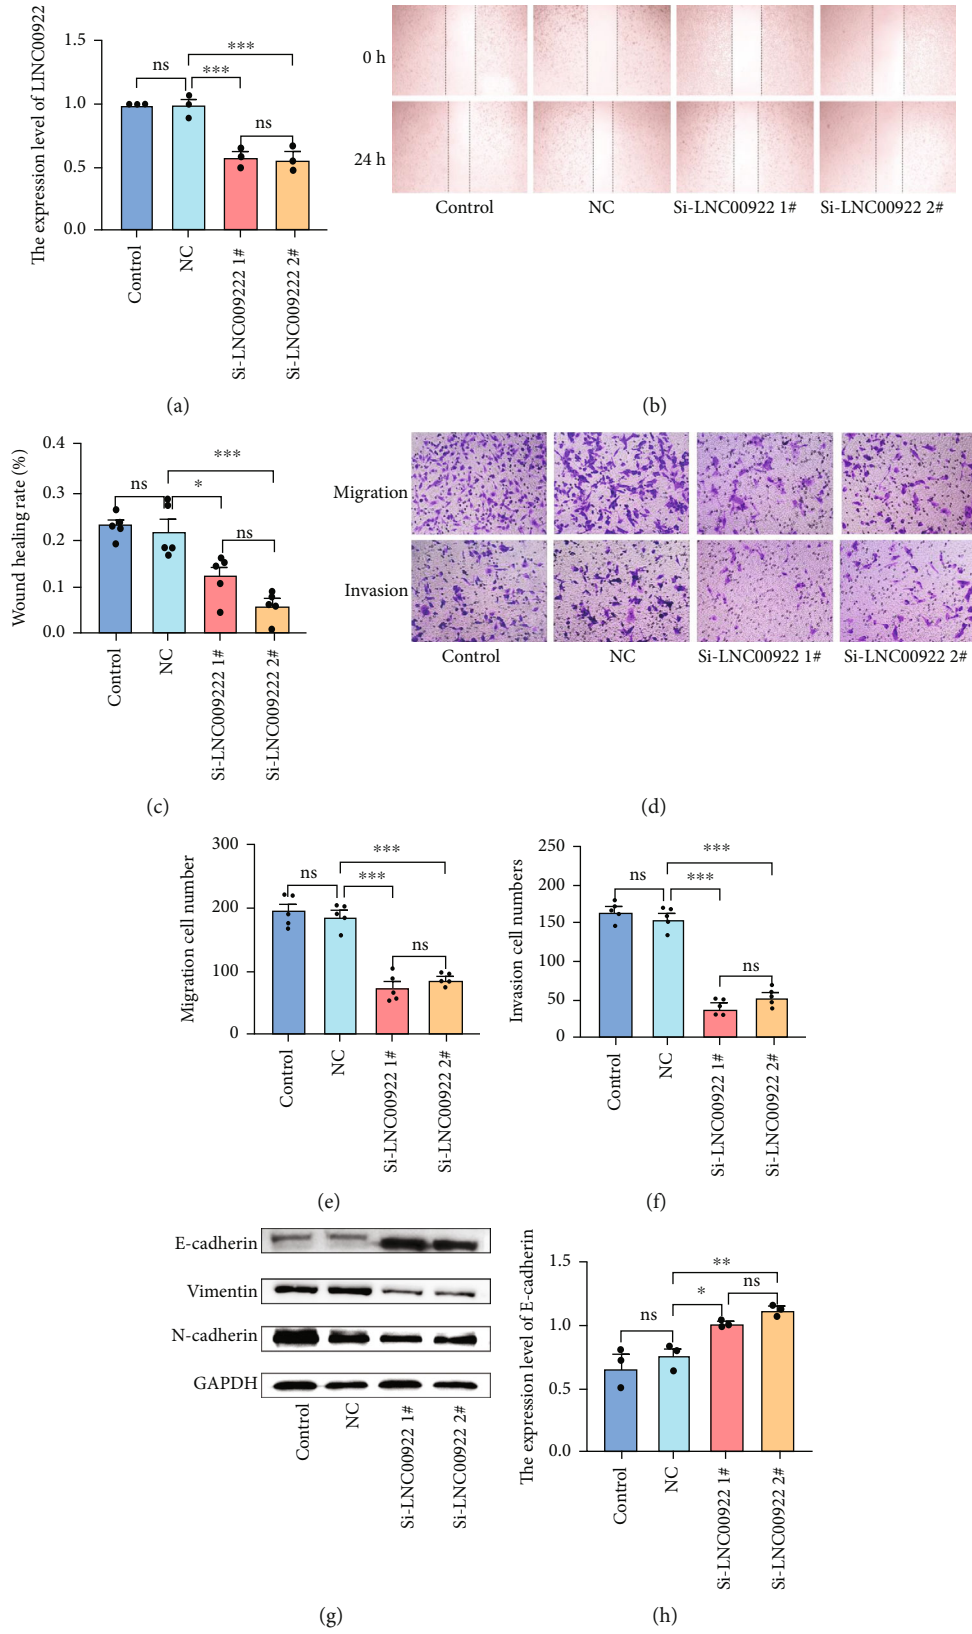 The expression level of LINC00922
1.5
1.0
0.5
0.0
ns
***
***
ns
Control
NC
Si-LNC009222 1#
Si-LNC009222 2#
(a)
0 h
24 h
Control
NC
Si-LNC00922 1#
Si-LNC00922 2#
(b)
Wound healing rate (%)
0.4
0.3
0.2
0.1
0.0
ns
*
***
ns
Control
NC
Si-LNC009222 1#
Si-LNC009222 2#
(c)
Migration
Invasion
Control
NC
Si-LNC00922 1#
Si-LNC00922 2#
(d)
Migration cell number
300
200
100
0
ns
***
***
ns
Control
NC
Si-LNC00922 1#
Si-LNC00922 2#
(e)
Invasion cell numbers
250
200
150
100
50
0
ns
***
***
ns
Control
NC
Si-LNC00922 1#
Si-LNC00922 2#
(f)
E-cadherin
Vimentin
N-cadherin
GAPDH
Control
NC
Si-LNC00922 1#
Si-LNC00922 2#
(g)
The expression level of E-cadherin
1.5
1.0
0.5
0.0
ns
*
**
ns
Control
NC
Si-LNC00922 1#
Si-LNC00922 2#
(h)